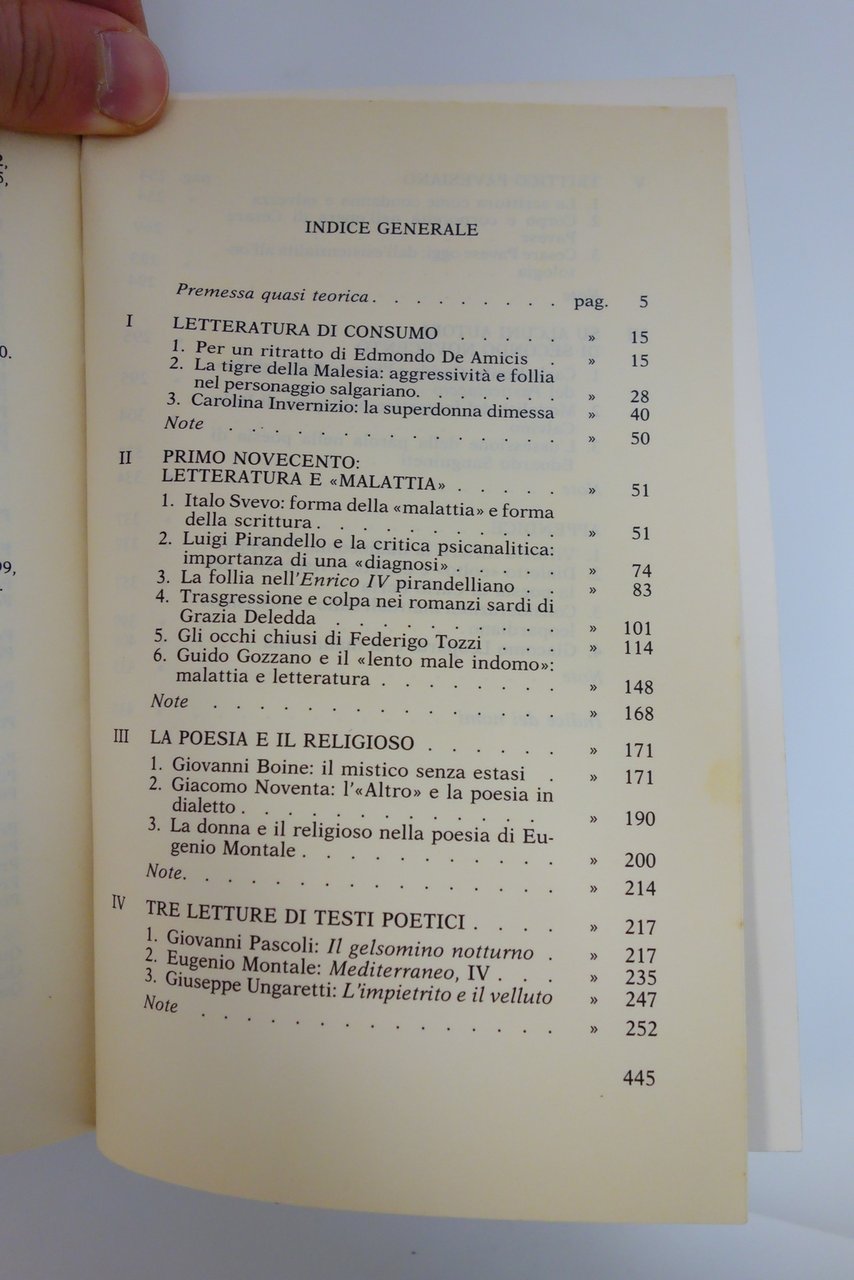 INDICE GENERALE
Premessa quasi teorica . . . . . . . . . pag. 5
I LETTERATURA DI CONSUMO . . . . . » 15
1. Per un ritratto di Edmondo De Amicis . » 15
2. La tigre della Malesia: aggressività e follia
nel personaggio salgariano. . . . . . . » 28
3. Carolina Invernizio: la superdonna dimessa » 40
Note . . . . . . . . . . . . . . . » 50
II PRIMO NOVECENTO:
LETTERATURA E «MALATTIA» . . . . . » 51
1. Italo Svevo: forma della «malattia» e forma
della scrittura . . . . . . . . . . . » 51
2. Luigi Pirandello e la critica psicanalitica:
importanza di una «diagnosi» . . . . . » 74
3. La follia nell'Enrico IV pirandelliano . . » 83
4. Trasgressione e colpa nei romanzi sardi di
Grazia Deledda . . . . . . . . . . » 101
5. Gli occhi chiusi di Federigo Tozzi . . . » 114
6. Guido Gozzano e il «lento male indomo»:
malattia e letteratura . . . . . . . . » 148
Note . . . . . . . . . . . . . . . » 168
III LA POESIA E IL RELIGIOSO . . . . . . » 171
1. Giovanni Boine: il mistico senza estasi . » 171
2. Giacomo Noventa: l'«Altro» e la poesia in
dialetto . . . . . . . . . . . . . » 190
3. La donna e il religioso nella poesia di Eu-
genio Montale . . . . . . . . . . . » 200
Note. . . . . . . . . . . . . . . . » 214
IV TRE LETTURE DI TESTI POETICI . . . . » 217
1. Giovanni Pascoli: Il gelsomino notturno . » 217
2. Eugenio Montale: Mediterraneo, IV . . . » 235
3. Giuseppe Ungaretti: L'impietrito e il velluto » 247
Note . . . . . . . . . . . . . . . » 252
445